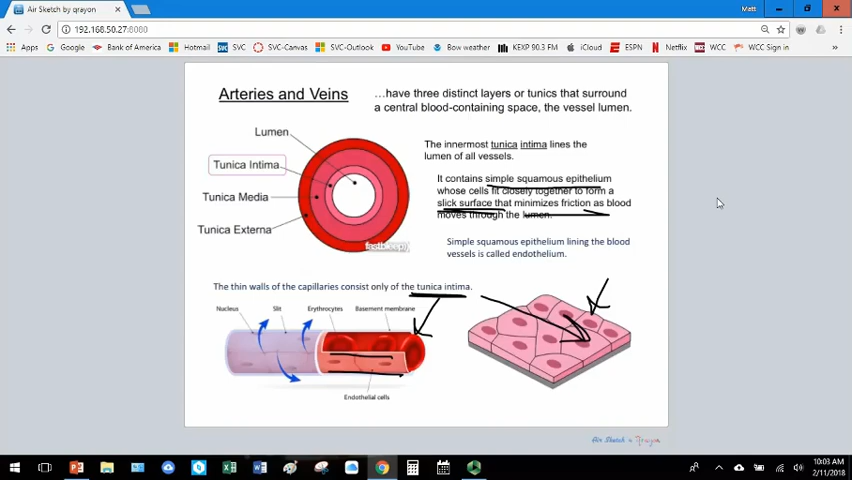 Air Sketch by qrayon
Matt
192.168.50.27:8080
Apps
Google
Bank of America
Hotmail
SVC
SVC-Canvas
SVC-Outlook
YouTube
Bow weather
KEXP 90.3 FM
iCloud
ESPN
Netflix
WCC
WCC Sign in
Arteries and Veins
…have three distinct layers or tunics that surround
a central blood-containing space, the vessel lumen.
Lumen
Tunica Intima
Tunica Media
Tunica Externa
fastbleep)
The innermost tunica intima lines the
lumen of all vessels.
It contains simple squamous epithelium
whose cells fit closely together to form a
slick surface that minimizes friction as blood
moves through the lumen.
Simple squamous epithelium lining the blood
vessels is called endothelium.
The thin walls of the capillaries consist only of the tunica intima.
Nucleus
Slit
Erythrocytes
Basement membrane
Endothelial cells
Air Sketch by Qrayon
10:03 AM
2/11/2018